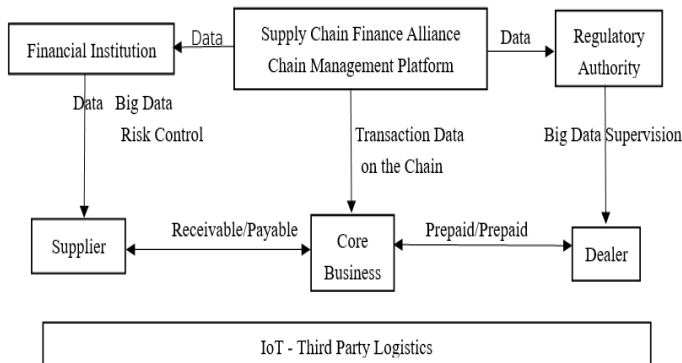 Supply Chain Finance Alliance
Chain Management Platform
Financial Institution
Data
Data
Regulatory
Authority
Data Big Data
Risk Control
Transaction Data
on the Chain
Big Data Supervision
Supplier
Receivable/Payable
Core
Business
Prepaid/Prepaid
Dealer
IoT - Third Party Logistics